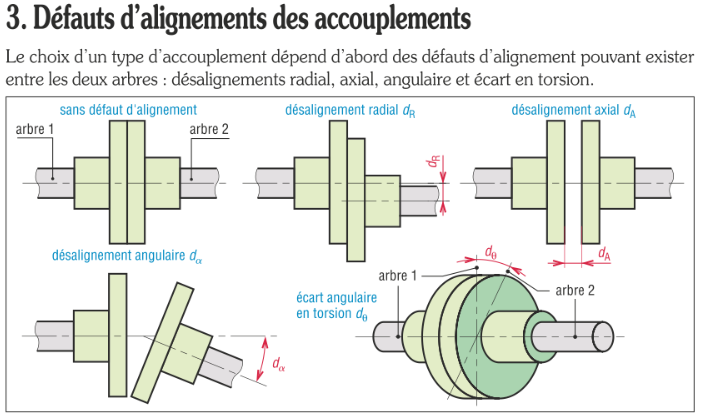 3. Défauts d'alignements des accouplements
Le choix d'un type d'accouplement dépend d'abord des défauts d'alignement pouvant exister
entre les deux arbres : désalignements radial, axial, angulaire et écart en torsion.
sans défaut d'alignement
arbre 1
arbre 2
désalignement radial dR
dR
désalignement axial dA
dA
désalignement angulaire dα
dα
écart angulaire
en torsion dθ
arbre 1
dθ
arbre 2